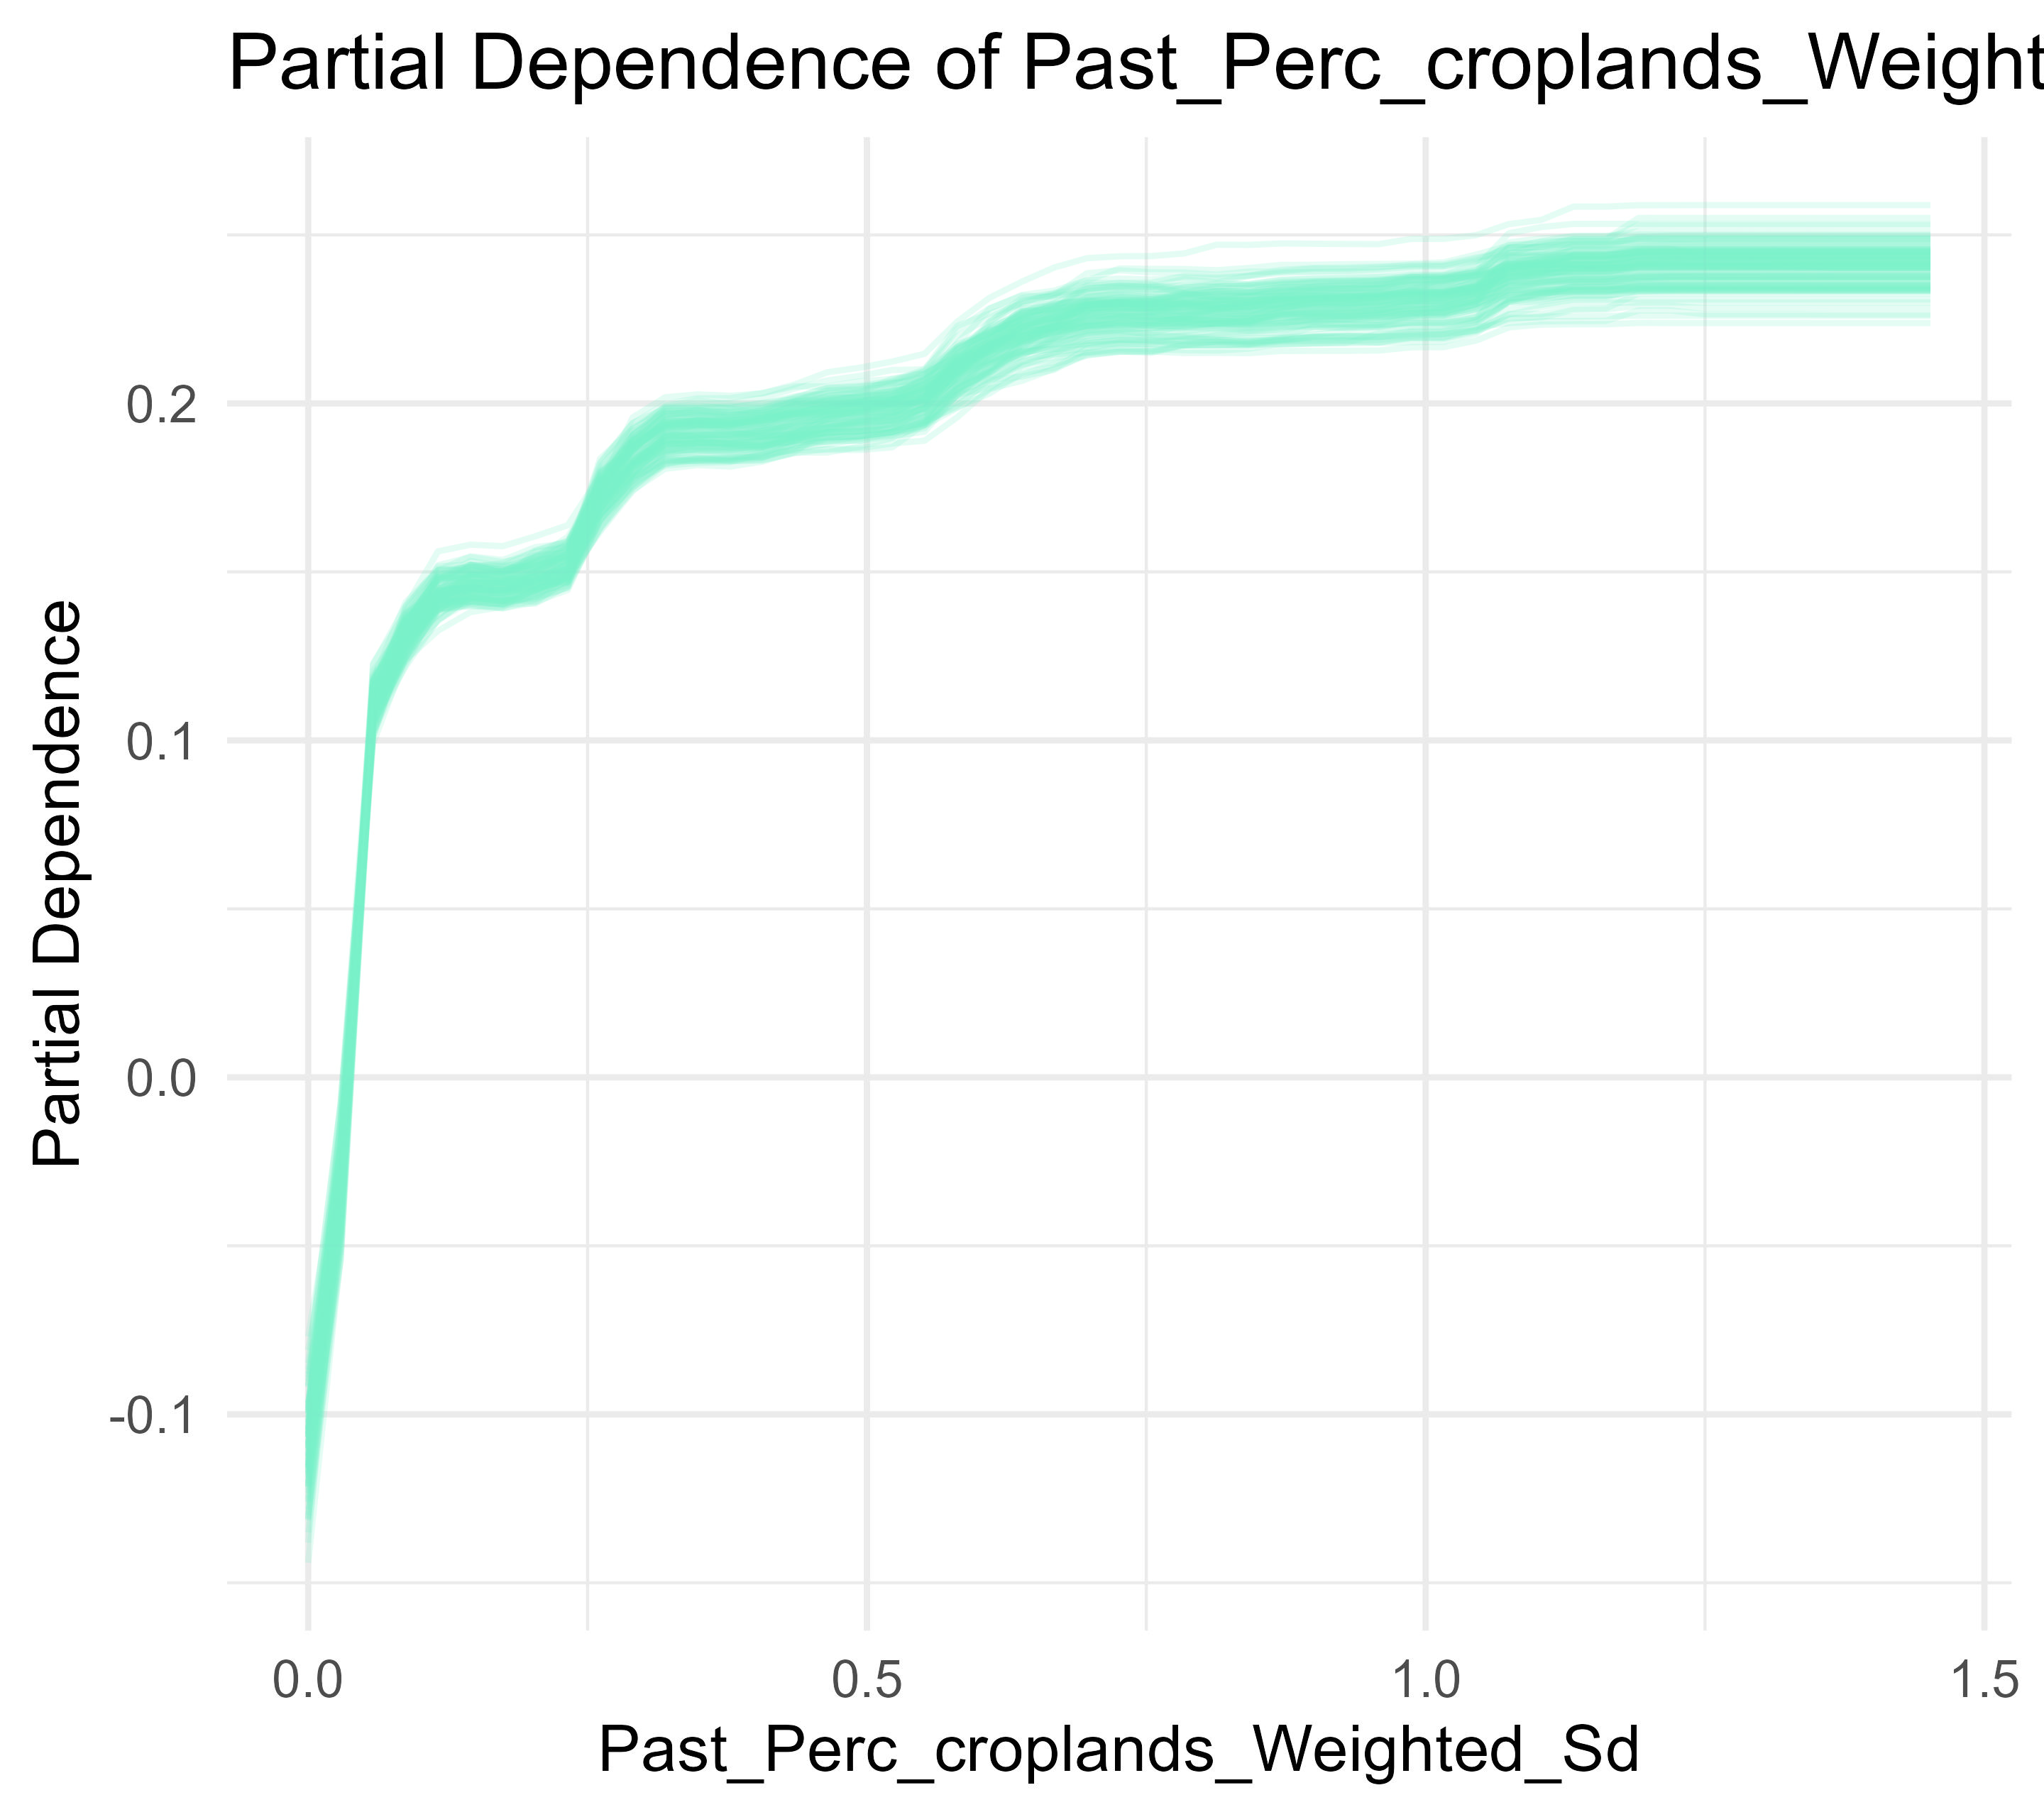 Partial Dependence of Past_Perc_croplands_Weight
Partial Dependence
0.2
0.1
0.0
-0.1
0.0 0.5 1.0 1.5
Past_Perc_croplands_Weighted_Sd